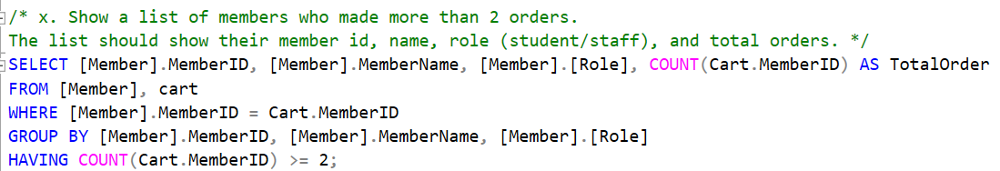 /* x. Show a list of members who made more than 2 orders.
The list should show their member id, name, role (student/staff), and total orders. */
SELECT [Member].MemberID, [Member].MemberName, [Member].[Role], COUNT(Cart.MemberID) AS TotalOrder
FROM [Member], cart
WHERE [Member].MemberID = Cart.MemberID
GROUP BY [Member].MemberID, [Member].MemberName, [Member].[Role]
HAVING COUNT(Cart.MemberID) >= 2;